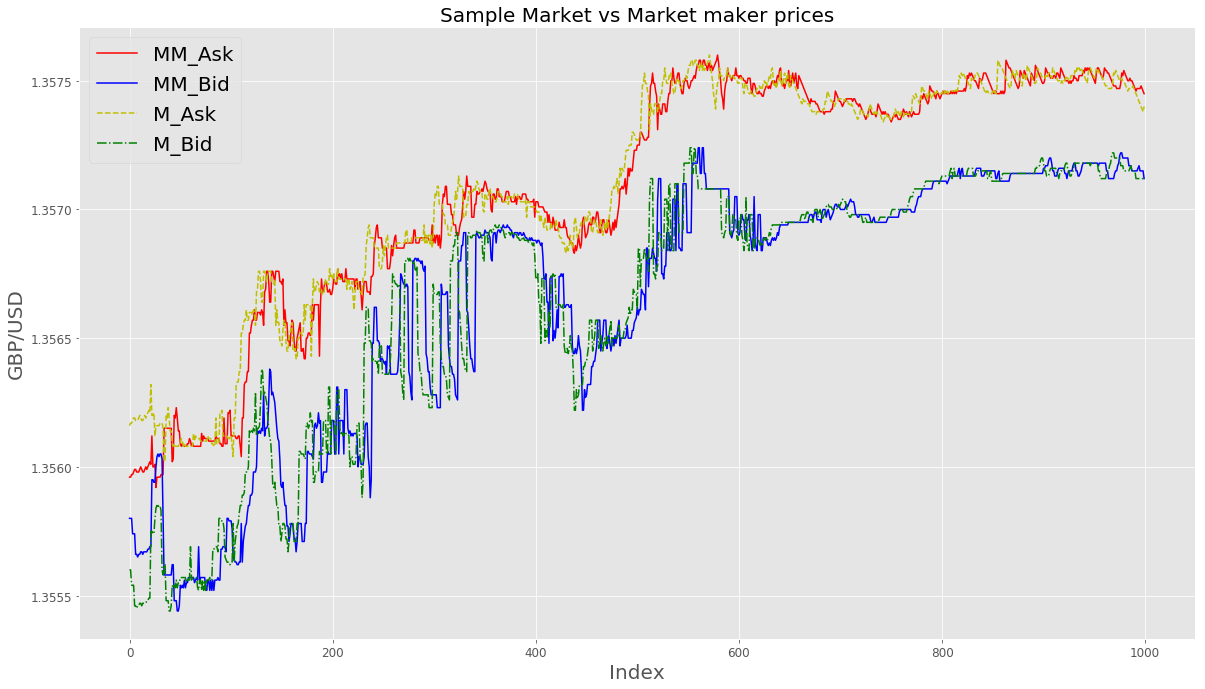 Sample Market vs Market maker prices
MM_Ask
MM_Bid
M_Ask
M_Bid
1.3575
1.3570
1.3565
1.3560
1.3555
GBP/USD
0 200 400 600 800 1000
Index